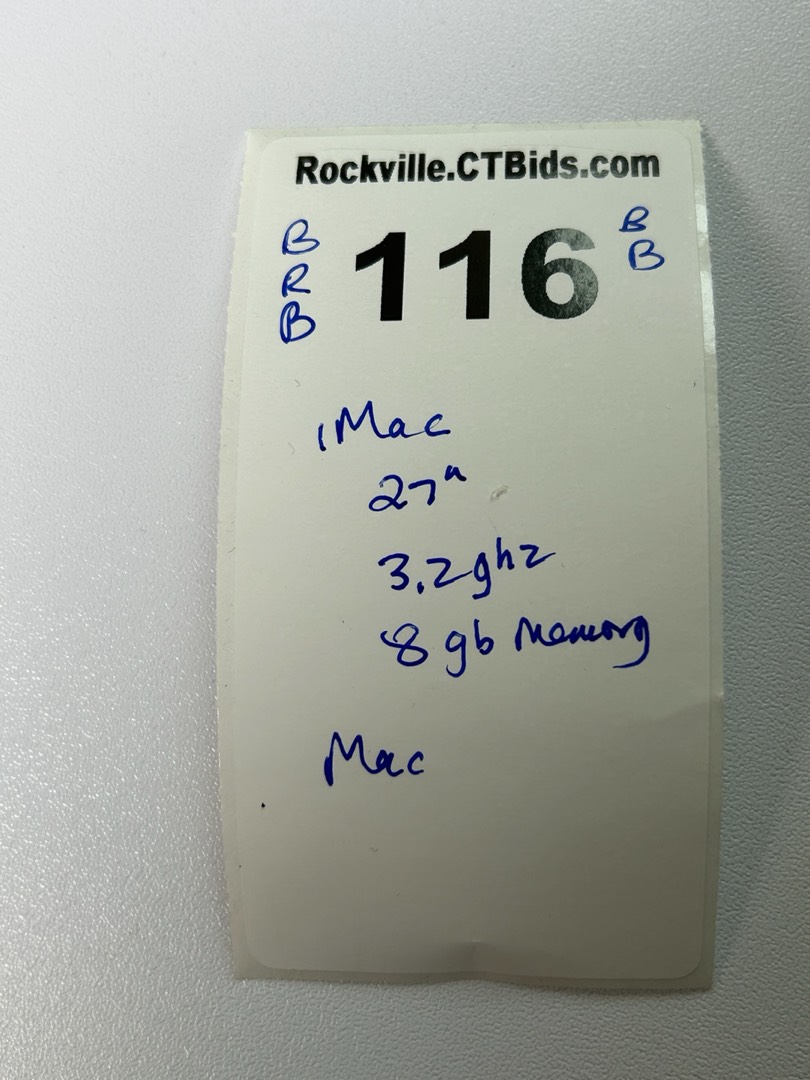 Rockville.CTBids.com
B
R
B
116
B
B
iMac
27"
3.2ghz
8 gb memory
Mac